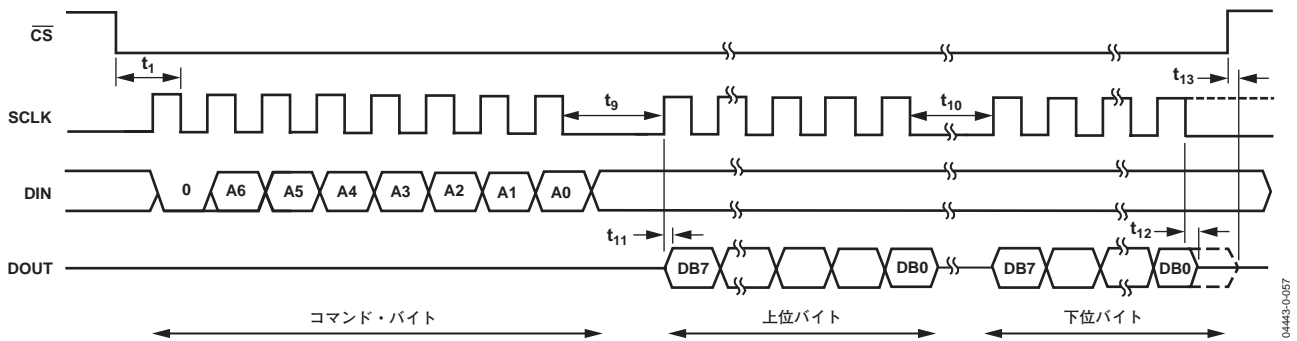 CS
t1
t13
SCLK
t9
t10
DIN
0 A6 A5 A4 A3 A2 A1 A0
t11
t12
DOUT
DB7 DB0 DB7 DB0
コマンド・バイト 上位バイト 下位バイト
04443-0-057